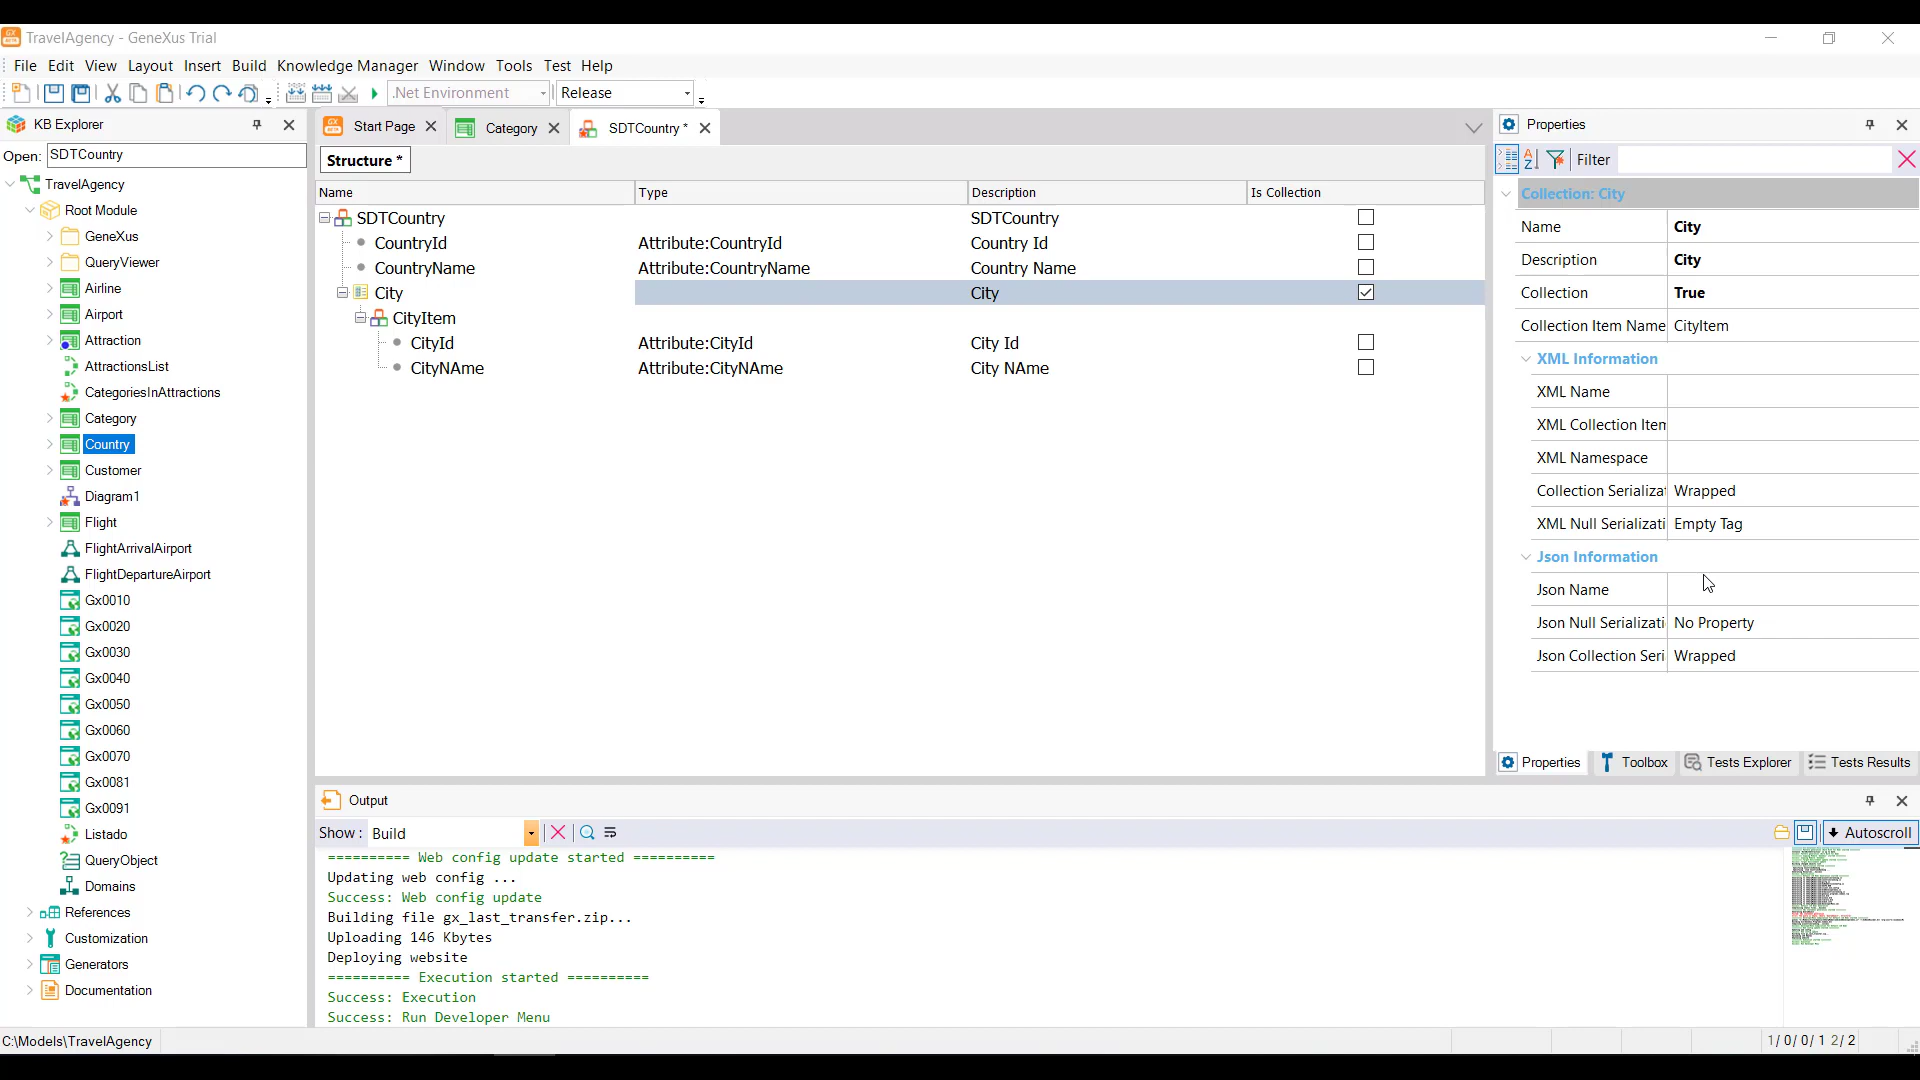 TravelAgency - GeneXus Trial
File Edit View Layout Insert Build Knowledge Manager Window Tools Test Help
.Net Environment Release
KB Explorer
Open: SDTCountry
TravelAgency
Root Module
GeneXus
QueryViewer
Airline
Airport
Attraction
AttractionsList
CategoriesInAttractions
Category
Country
Customer
Diagram1
Flight
FlightArrivalAirport
FlightDepartureAirport
Gx0010
Gx0020
Gx0030
Gx0040
Gx0050
Gx0060
Gx0070
Gx0081
Gx0091
Listado
QueryObject
Domains
References
Customization
Generators
Documentation
Start Page Category SDTCountry *
Structure *
Name Type Description Is Collection
SDTCountry SDTCountry
CountryId Attribute:CountryId Country Id
CountryName Attribute:CountryName Country Name
City City
CityItem
CityId Attribute:CityId City Id
CityNAme Attribute:CityNAme City NAme
Output
Show : Build
Autoscroll
========== Web config update started ==========
Updating web config ...
Success: Web config update
Building file gx_last_transfer.zip...
Uploading 146 Kbytes
Deploying website
========== Execution started ==========
Success: Execution
Success: Run Developer Menu
Properties
Filter
Collection: City
Name City
Description City
Collection True
Collection Item Name CityItem
XML Information
XML Name
XML Collection Item
XML Namespace
Collection Serializat Wrapped
XML Null Serializati Empty Tag
Json Information
Json Name
Json Null Serializati No Property
Json Collection Seri Wrapped
Properties Toolbox Tests Explorer Tests Results
C:\Models\TravelAgency
1/ 0/ 0/ 1 2/ 2